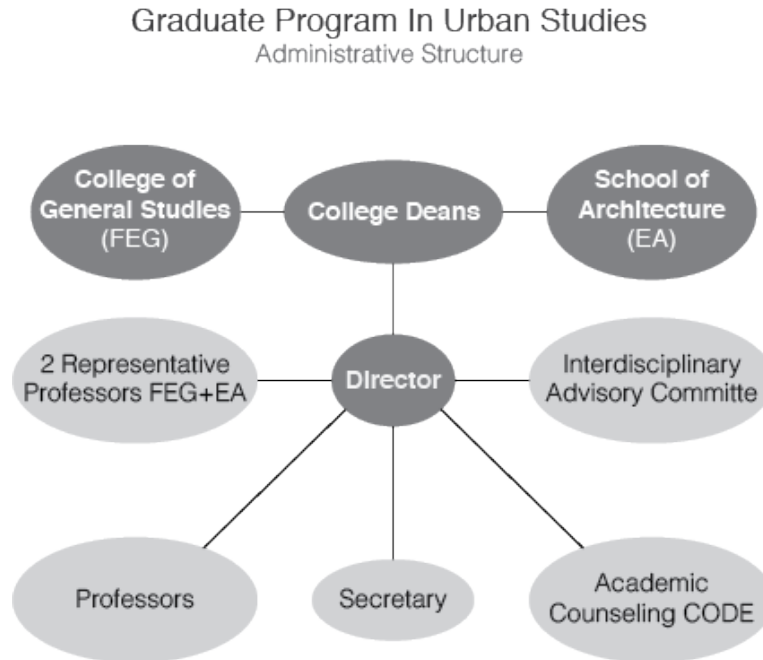 Graduate Program In Urban Studies
Administrative Structure
College of
General Studies
(FEG)
College Deans
School of
Architecture
(EA)
2 Representative
Professors FEG+EA
Director
Interdisciplinary
Advisory Committe
Professors
Secretary
Academic
Counseling CODE